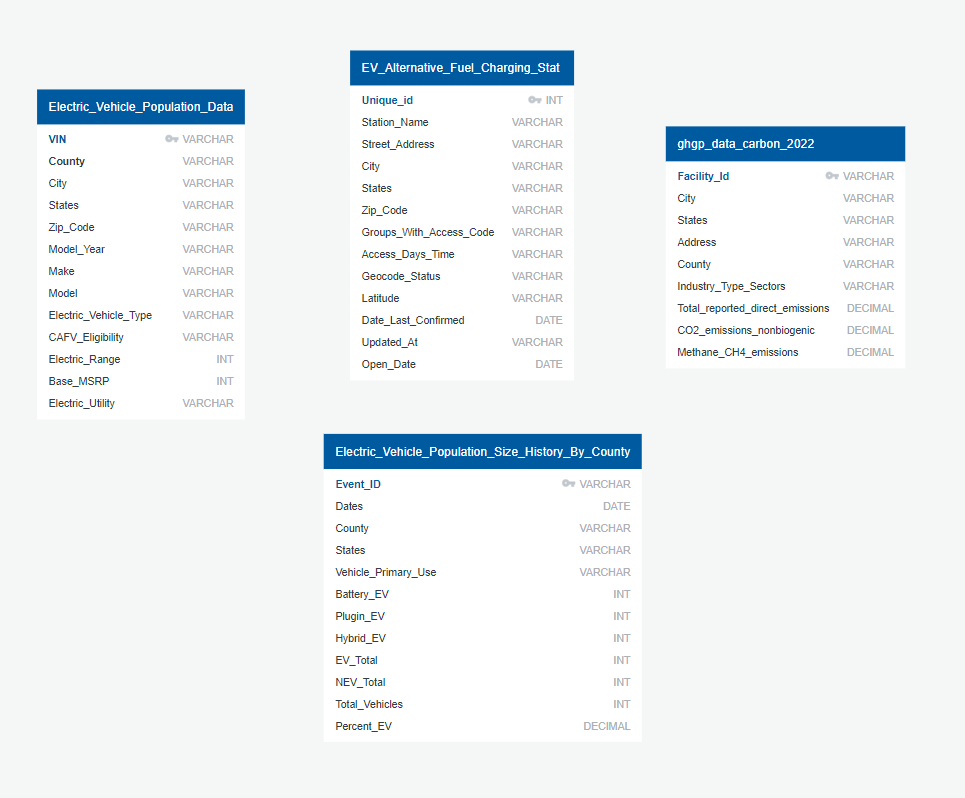 Electric_Vehicle_Population_Data
VIN VARCHAR
County VARCHAR
City VARCHAR
States VARCHAR
Zip_Code VARCHAR
Model_Year VARCHAR
Make VARCHAR
Model VARCHAR
Electric_Vehicle_Type VARCHAR
CAFV_Eligibility VARCHAR
Electric_Range INT
Base_MSRP INT
Electric_Utility VARCHAR
EV_Alternative_Fuel_Charging_Stat
Unique_id INT
Station_Name VARCHAR
Street_Address VARCHAR
City VARCHAR
States VARCHAR
Zip_Code VARCHAR
Groups_With_Access_Code VARCHAR
Access_Days_Time VARCHAR
Geocode_Status VARCHAR
Latitude VARCHAR
Date_Last_Confirmed DATE
Updated_At VARCHAR
Open_Date DATE
ghgp_data_carbon_2022
Facility_Id VARCHAR
City VARCHAR
States VARCHAR
Address VARCHAR
County VARCHAR
Industry_Type_Sectors VARCHAR
Total_reported_direct_emissions DECIMAL
CO2_emissions_nonbiogenic DECIMAL
Methane_CH4_emissions DECIMAL
Electric_Vehicle_Population_Size_History_By_County
Event_ID VARCHAR
Dates DATE
County VARCHAR
States VARCHAR
Vehicle_Primary_Use VARCHAR
Battery_EV INT
Plugin_EV INT
Hybrid_EV INT
EV_Total INT
NEV_Total INT
Total_Vehicles INT
Percent_EV DECIMAL